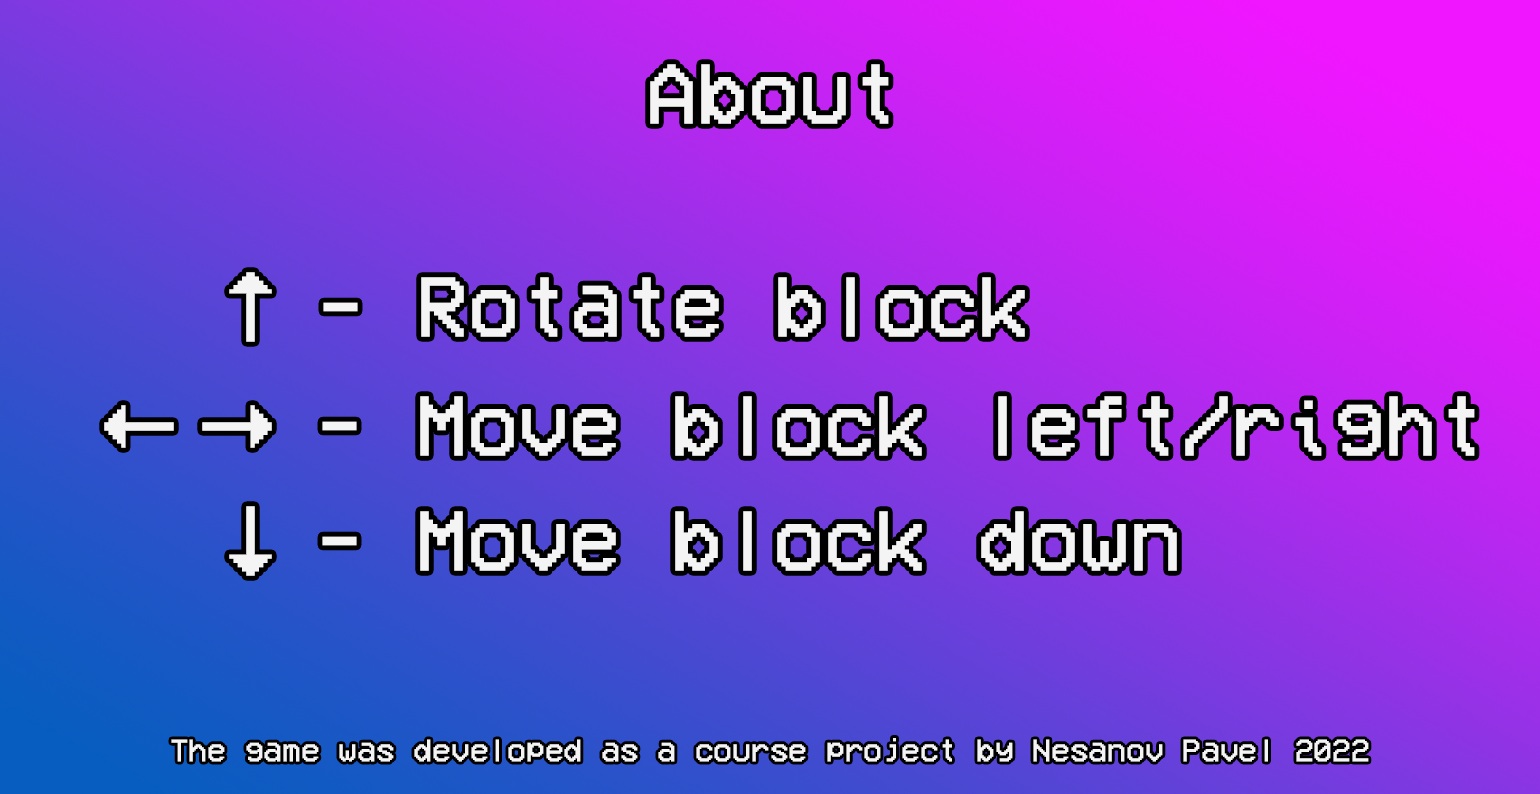 About
↑ - Rotate block
← → - Move block left/right
↓ - Move block down
The game was developed as a course project by Nesanov Pavel 2022